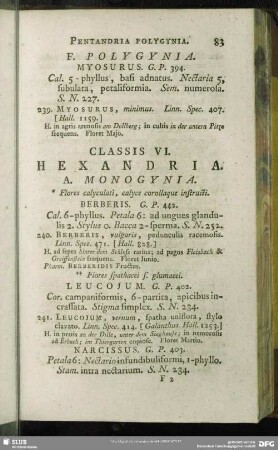 PENTANDRIA POLYGYNIA. 83
F. POLYGYNIA.
MYOSURUS. G. P. 394.
Cal. 5-phyllus, basi adnatus. Nectaria 5,
subulata, petaliformia. Sem. numerosa.
S. N. 227.
239. MYOSURUS, minimus. Linn. Spec. 407.
[Hall. 1159.]
H. in agris arenosis am Dellberg; in cultis in der untern
frequens. Floret Majo.
CLASSIS VI.
HEXANDRIA.
A. MONOGYNIA.
* Flores calyculati, calyce corollaque instructi.
BERBERIS. G. P. 442.
Cal. 6-phyllus. Petala 6: ad ungues glandu-
lis 2. Stylus 0. Bacca 2-sperma. S. N. 252.
240. BERBERIS, vulgaris, pedunculis racemosis.
Linn. Spec. 471. [Hall. 828.]
H. ad sepes hinter dem Schloß rarius; ad pagos Fleisbach &
Greiffenstein frequens. Floret Junio.
Pharm. BERBERIDIS Fructus.
** Flores spathacei s. glumacei.
LEUCOJUM. G. P. 402.
Cor. campaniformis, 6-partita, apicibus in-
crassata. Stigma simplex. S. N. 234.
241. LEUCOJUM, vernum, spatha uniflora, stylo
clavato. Linn. Spec. 414. [Galanthus Hall. 1253.]
H. in pratis an der Dille, unter dem; in nemorosis
ad Erbach; im Thiergarten copiose. Floret Martio.
NARCISSUS. G. P. 403.
Petala 6: Nectario infundibuliformi, 1-phyllo.
Stam. intra nectarium. S. N. 234.
F 2
SLUB